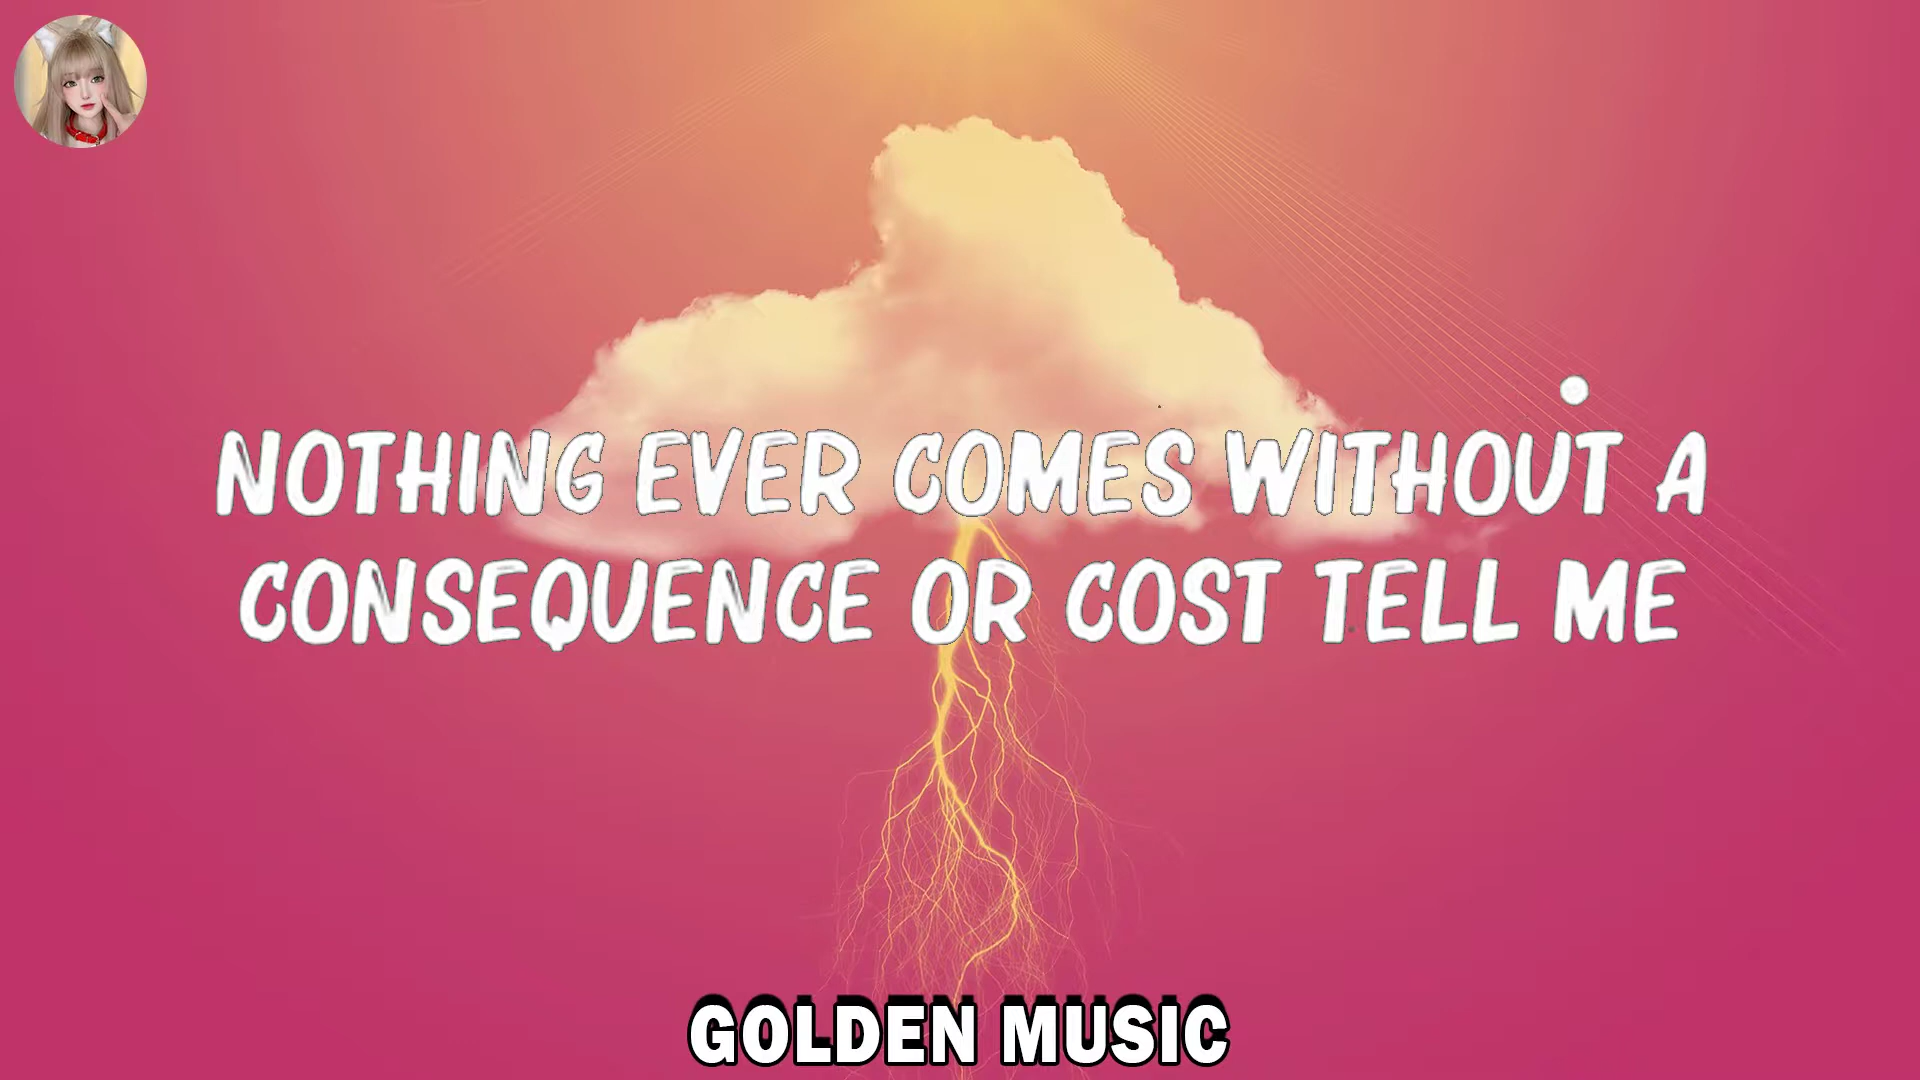 NOTHING EVER COMES WITHOUT A
CONSEQUENCE OR COST TELL ME
GOLDEN MUSIC